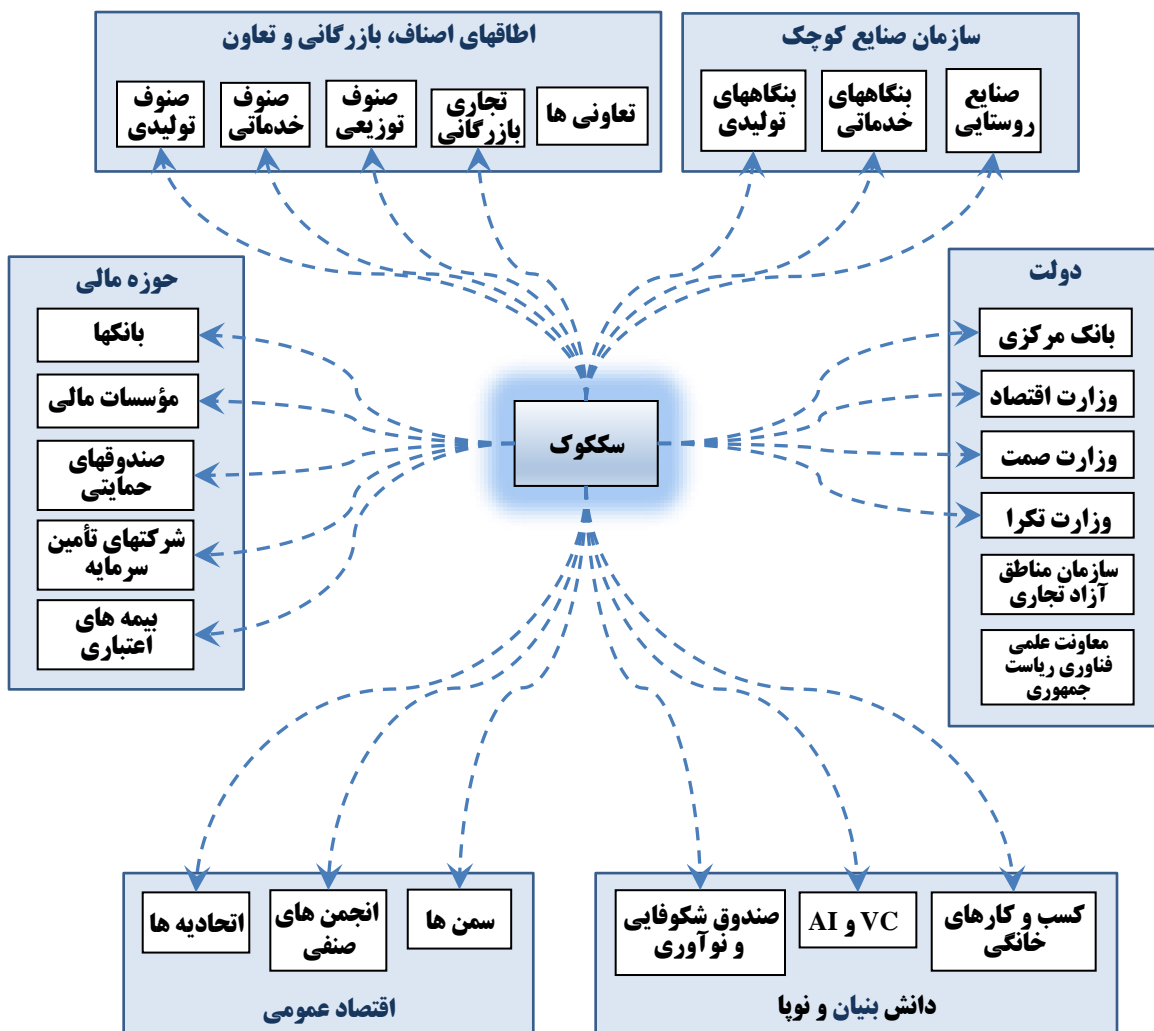 سازمان صنایع کوچک
صنایع
روستایی
بنگاههای
خدماتی
بنگاههای
تولیدی
اطاقهای اصناف، بازرگانی و تعاون
تعاونی ها
تجاری
بازرگانی
صنوف
توزیعی
صنوف
خدماتی
صنوف
تولیدی
دولت
بانک مرکزی
وزارت اقتصاد
وزارت صمت
وزارت تکرا
سازمان مناطق
آزاد تجاری
معاونت علمی
فناوری ریاست
جمهوری
سککوک
حوزه مالی
بانکها
مؤسسات مالی
صندوقهای
حمایتی
شرکتهای تأمین
سرمایه
بیمه های
اعتباری
کسب و کارهای
خانگی
VC و AI
صندوق شکوفایی
و نوآوری
دانش بنیان و نوپا
سمن ها
انجمن های
صنفی
اتحادیه ها
اقتصاد عمومی